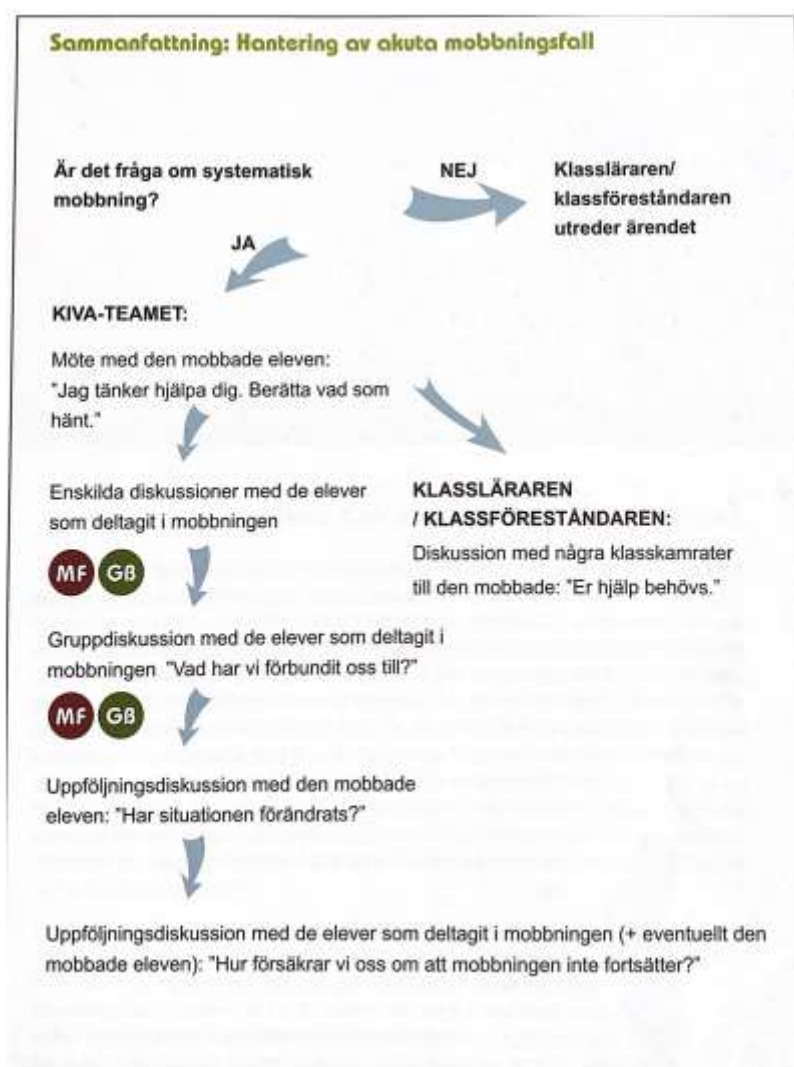 Sammanfattning: Hantering av akuta mobbningsfall
Är det fråga om systematisk
mobbning?
NEJ
Klassläraren/
klassföreståndaren
utreder ärendet
JA
KIVA-TEAMET:
Möte med den mobbade eleven:
"Jag tänker hjälpa dig. Berätta vad som
hänt."
Enskilda diskussioner med de elever
som deltagit i mobbningen
MF GB
KLASSLÄRAREN
/ KLASSFÖRESTÅNDAREN:
Diskussion med några klasskamrater
till den mobbade: "Er hjälp behövs."
Gruppdiskussion med de elever som deltagit i
mobbningen "Vad har vi förbundit oss till?"
MF GB
Uppföljningsdiskussion med den mobbade
eleven: "Har situationen förändrats?"
Uppföljningsdiskussion med de elever som deltagit i mobbningen (+ eventuellt den
mobbade eleven): "Hur försäkrar vi oss om att mobbningen inte fortsätter?"